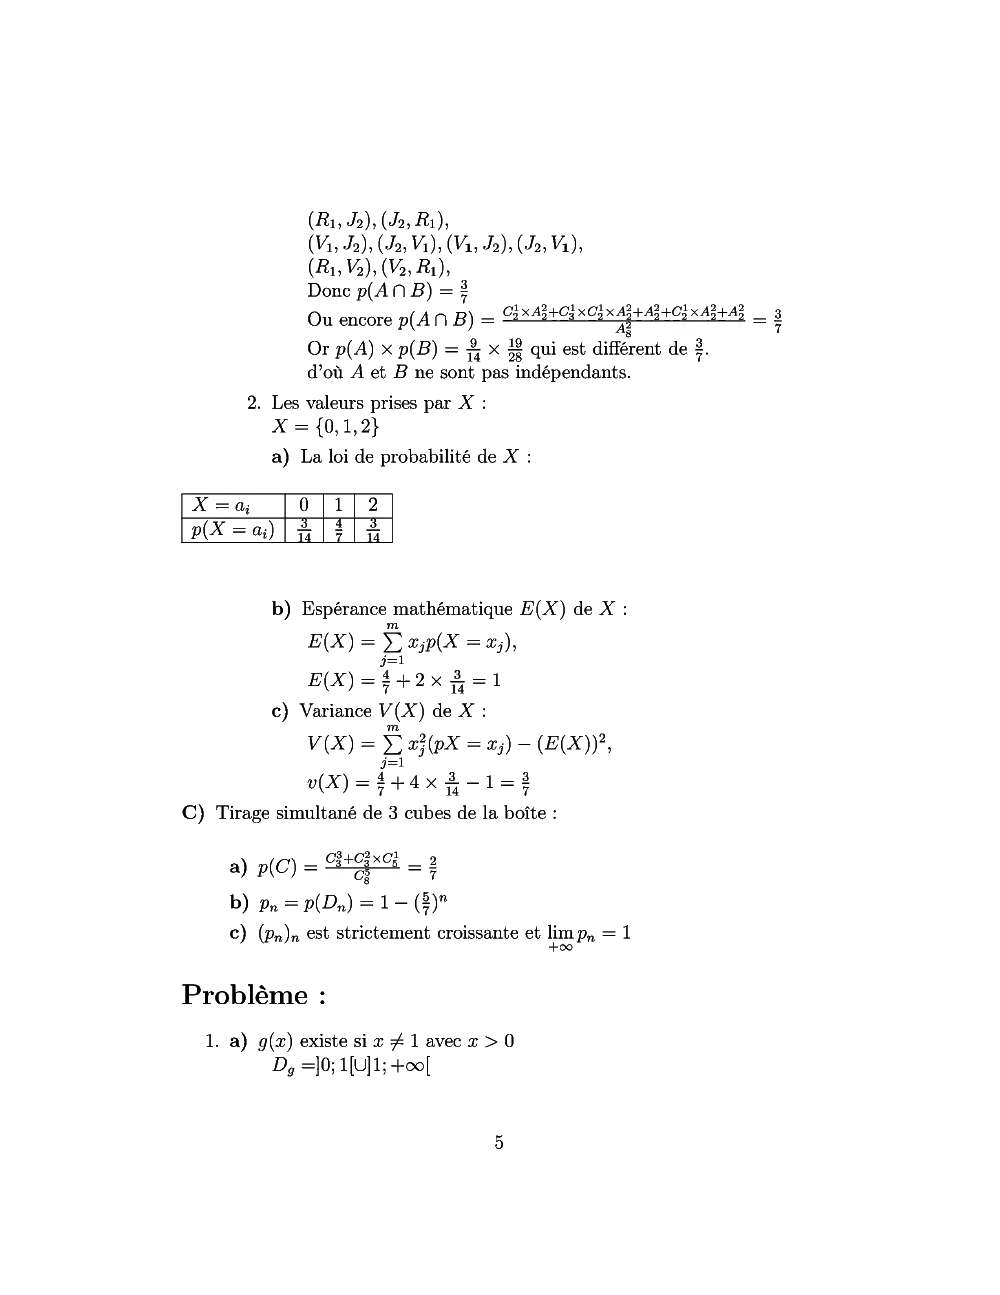 (R₁, J₂), (J₂, R₁),
(V₁, J₂), (J₂, V₁), (V₁, J₂), (J₂, V₁),
(R₁, V₂), (V₂, R₁),
Donc p(A ∩ B) = 3/7
Ou encore p(A ∩ B) = (C₂¹×A₂²+C₃¹×C₂¹×A₂²+A₂²+C₂¹×A₂²+A₂²)/A₈² = 3/7
Or p(A) × p(B) = 9/14 × 19/28 qui est différent de 3/7.
d'où A et B ne sont pas indépendants.
2. Les valeurs prises par X :
X = {0, 1, 2}
a) La loi de probabilité de X :
X = aᵢ 0 1 2
p(X = aᵢ) 3/14 4/7 3/14
b) Espérance mathématique E(X) de X :
E(X) = ∑_{j=1}^{m} xⱼp(X = xⱼ),
E(X) = 4/7 + 2 × 3/14 = 1
c) Variance V(X) de X :
V(X) = ∑_{j=1}^{m} xⱼ²(pX = xⱼ) − (E(X))²,
v(X) = 4/7 + 4 × 3/14 − 1 = 3/7
C) Tirage simultané de 3 cubes de la boîte :
a) p(C) = (C₃³+C₃²×C₅¹)/C₈³ = 2/7
b) pₙ = p(Dₙ) = 1 − (5/7)ⁿ
c) (pₙ)ₙ est strictement croissante et lim_{+∞} pₙ = 1
Problème :
1. a) g(x) existe si x ≠ 1 avec x > 0
D_g =]0; 1[∪]1; +∞[
5